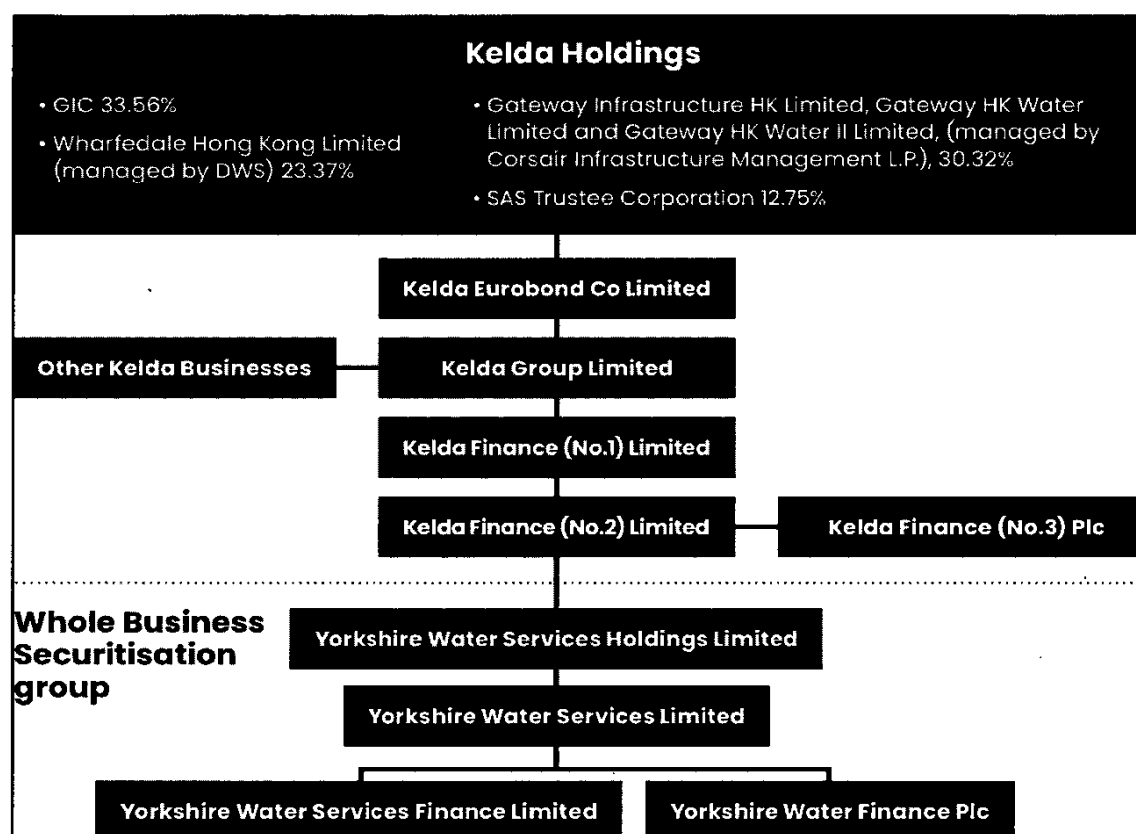 Kelda Holdings
• GIC 33.56%
• Wharfedale Hong Kong Limited
(managed by DWS) 23.37%
• Gateway Infrastructure HK Limited, Gateway HK Water
Limited and Gateway HK Water II Limited, (managed by
Corsair Infrastructure Management L.P.), 30.32%
• SAS Trustee Corporation 12.75%
Kelda Eurobond Co Limited
Other Kelda Businesses
Kelda Group Limited
Kelda Finance (No.1) Limited
Kelda Finance (No.2) Limited
Kelda Finance (No.3) Plc
Whole Business
Securitisation
group
Yorkshire Water Services Holdings Limited
Yorkshire Water Services Limited
Yorkshire Water Services Finance Limited
Yorkshire Water Finance Plc